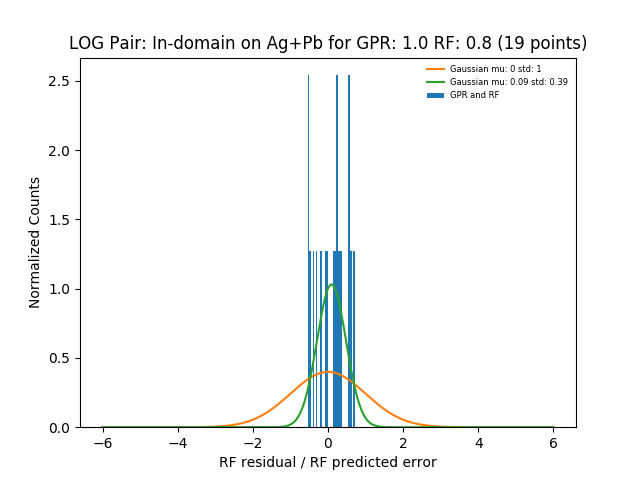 LOG Pair: In-domain on Ag+Pb for GPR: 1.0 RF: 0.8 (19 points)
Gaussian mu: 0 std: 1
Gaussian mu: 0.09 std: 0.39
GPR and RF
Normalized Counts
2.5
2.0
1.5
1.0
0.5
0.0
−6 −4 −2 0 2 4 6
RF residual / RF predicted error